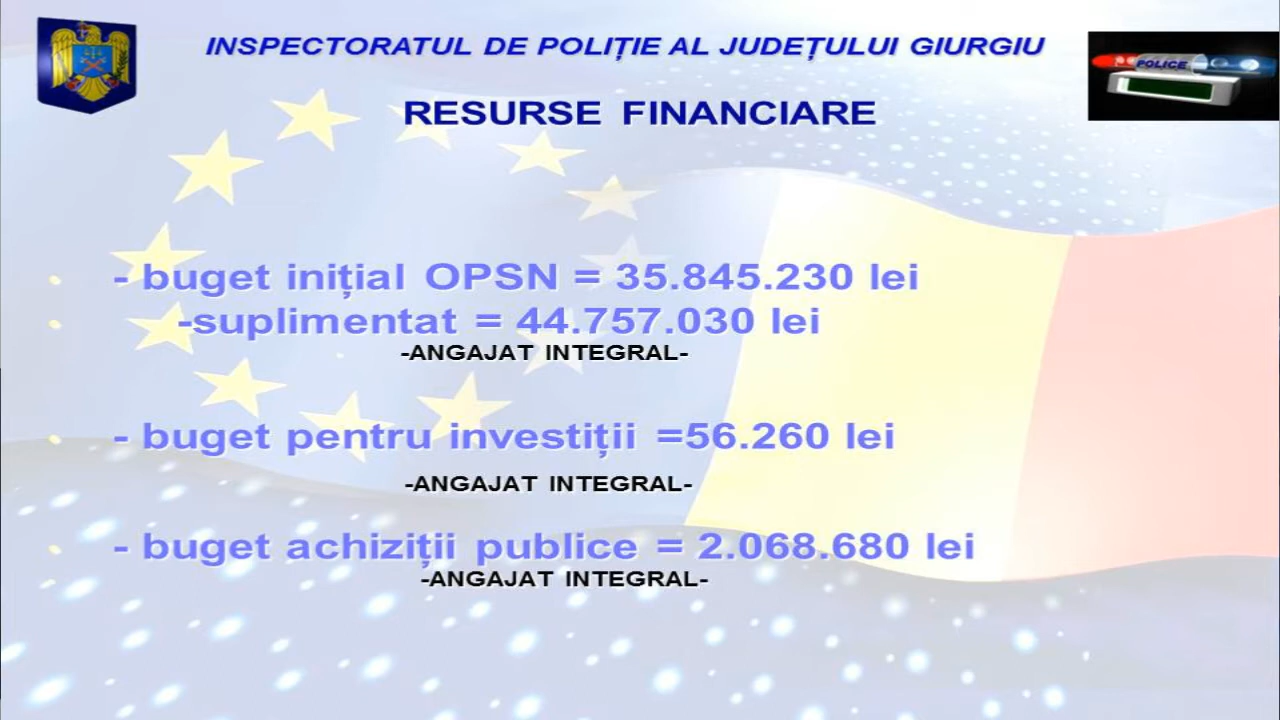 INSPECTORATUL DE POLIȚIE AL JUDEȚULUI GIURGIU
POLICE
RESURSE FINANCIARE
- buget inițial OPSN = 35.845.230 lei
-suplimentat = 44.757.030 lei
-ANGAJAT INTEGRAL-
- buget pentru investiții =56.260 lei
-ANGAJAT INTEGRAL-
- buget achiziții publice = 2.068.680 lei
-ANGAJAT INTEGRAL-